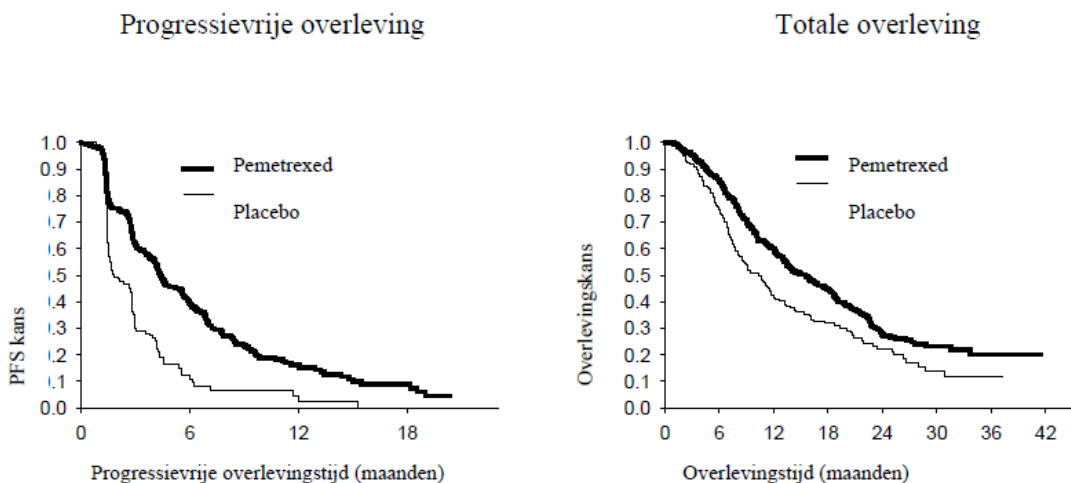 Progressievrije overleving
PFS kans
1.0
0.9
0.8
0.7
0.6
0.5
0.4
0.3
0.2
0.1
0.0
Pemetrexed
Placebo
0 6 12 18
Progressievrije overlevingstijd (maanden)
Totale overleving
Overlevingskans
1.0
0.9
0.8
0.7
0.6
0.5
0.4
0.3
0.2
0.1
0.0
Pemetrexed
Placebo
0 6 12 18 24 30 36 42
Overlevingstijd (maanden)